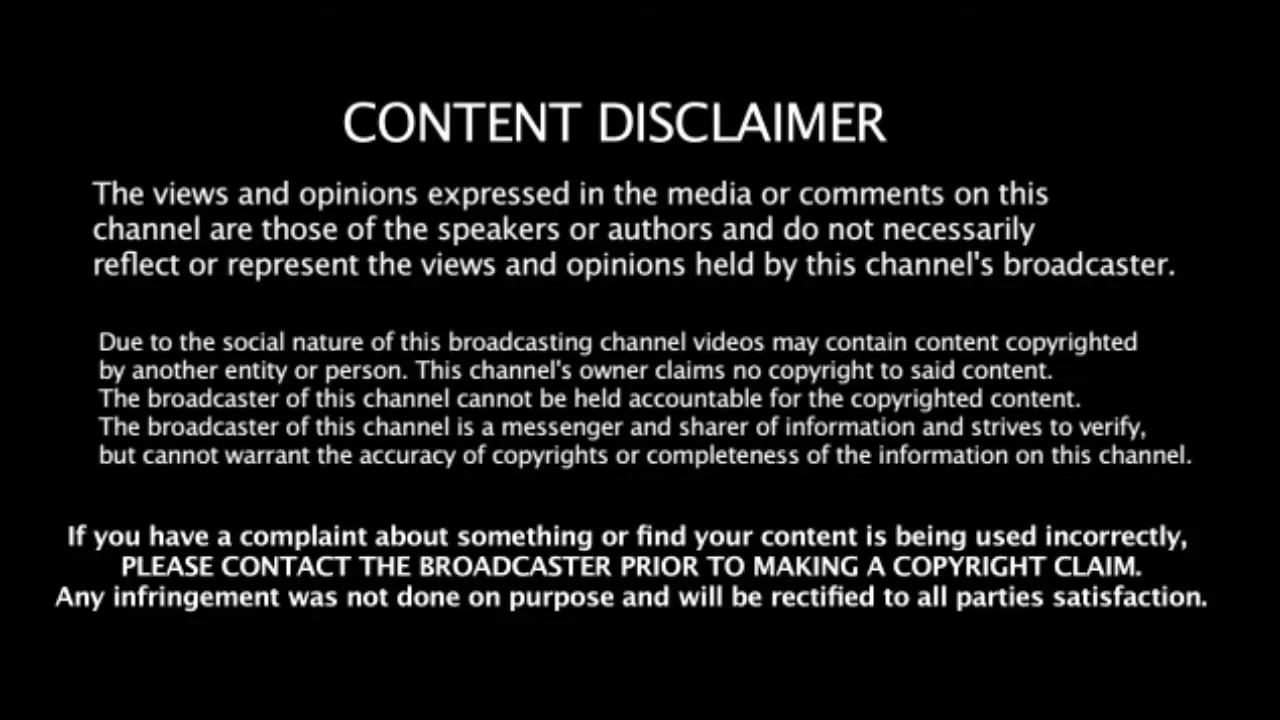 CONTENT DISCLAIMER
The views and opinions expressed in the media or comments on this
channel are those of the speakers or authors and do not necessarily
reflect or represent the views and opinions held by this channel's broadcaster.
Due to the social nature of this broadcasting channel videos may contain content copyrighted
by another entity or person. This channel's owner claims no copyright to said content.
The broadcaster of this channel cannot be held accountable for the copyrighted content.
The broadcaster of this channel is a messenger and sharer of information and strives to verify,
but cannot warrant the accuracy of copyrights or completeness of the information on this channel.
If you have a complaint about something or find your content is being used incorrectly,
PLEASE CONTACT THE BROADCASTER PRIOR TO MAKING A COPYRIGHT CLAIM.
Any infringement was not done on purpose and will be rectified to all parties satisfaction.